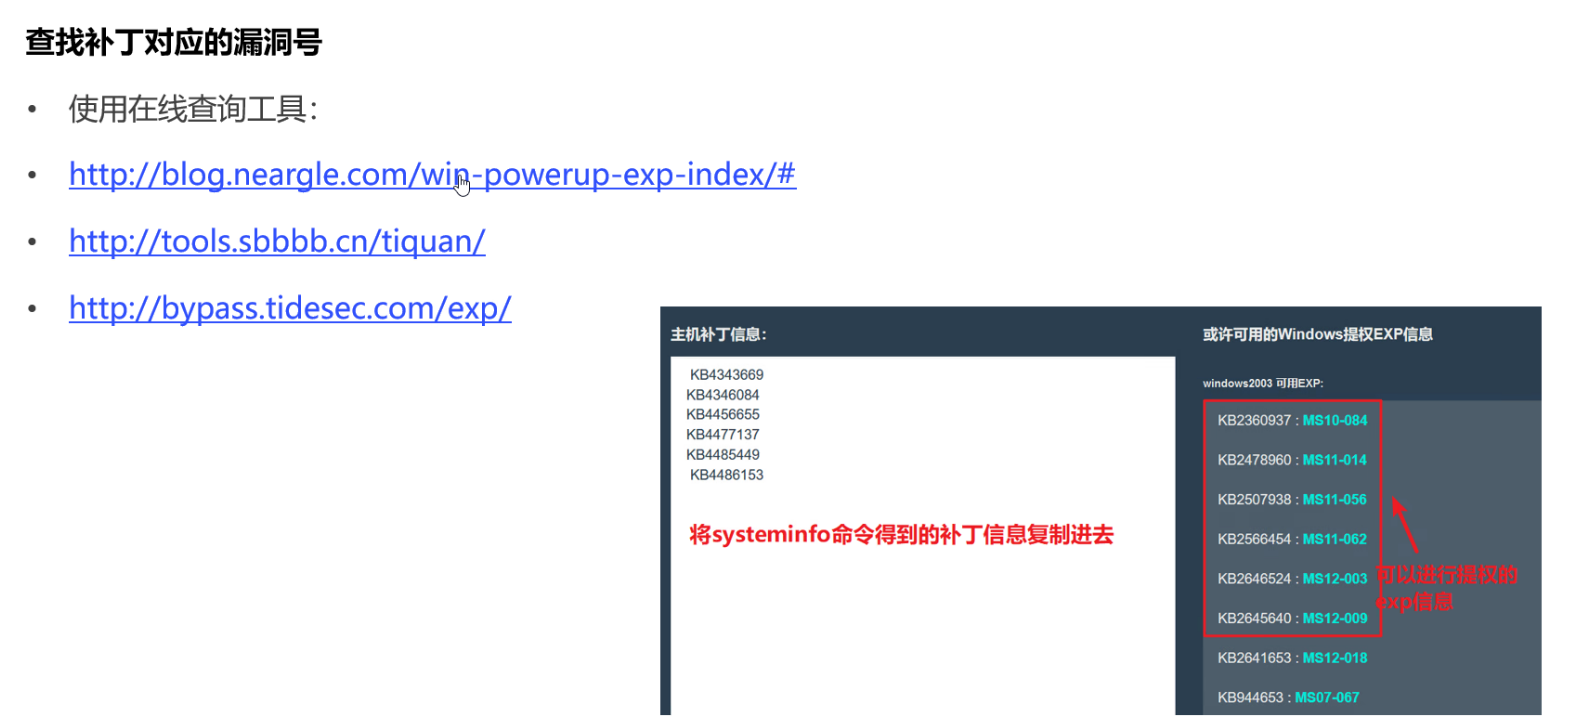 查找补丁对应的漏洞号
• 使用在线查询工具：
• http://blog.neargle.com/win-powerup-exp-index/#
• http://tools.sbbbb.cn/tiquan/
• http://bypass.tidesec.com/exp/
主机补丁信息：
KB4343669
KB4346084
KB4456655
KB4477137
KB4485449
KB4486153
将systeminfo命令得到的补丁信息复制进去
或许可用的Windows提权EXP信息
windows2003 可用EXP:
KB2360937 : MS10-084
KB2478960 : MS11-014
KB2507938 : MS11-056
KB2566454 : MS11-062
KB2646524 : MS12-003
KB2645640 : MS12-009
KB2641653 : MS12-018
KB944653 : MS07-067
可以进行提权的
exp信息